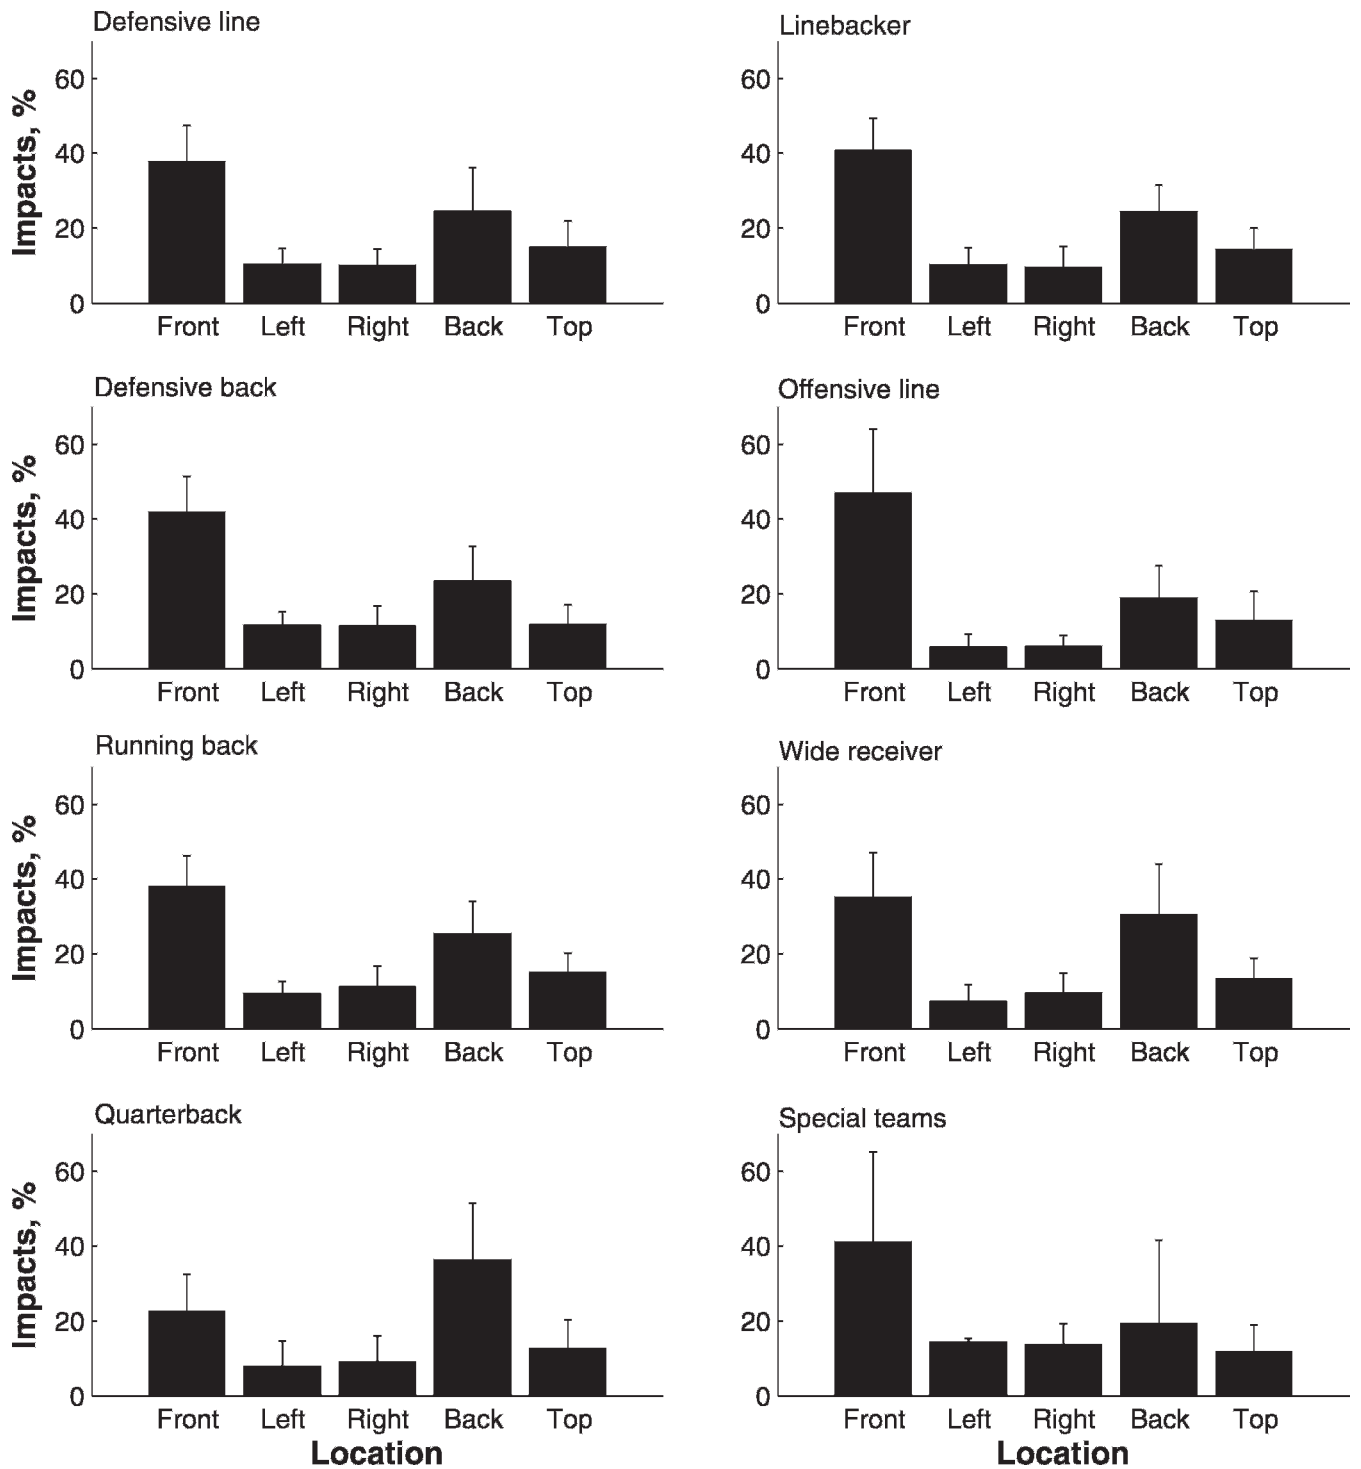 Defensive line
Impacts, %
60
40
20
0
Front Left Right Back Top
Linebacker
60
40
20
0
Front Left Right Back Top
Defensive back
Impacts, %
60
40
20
0
Front Left Right Back Top
Offensive line
60
40
20
0
Front Left Right Back Top
Running back
Impacts, %
60
40
20
0
Front Left Right Back Top
Wide receiver
60
40
20
0
Front Left Right Back Top
Quarterback
Impacts, %
60
40
20
0
Front Left Right Back Top
Location
Special teams
60
40
20
0
Front Left Right Back Top
Location